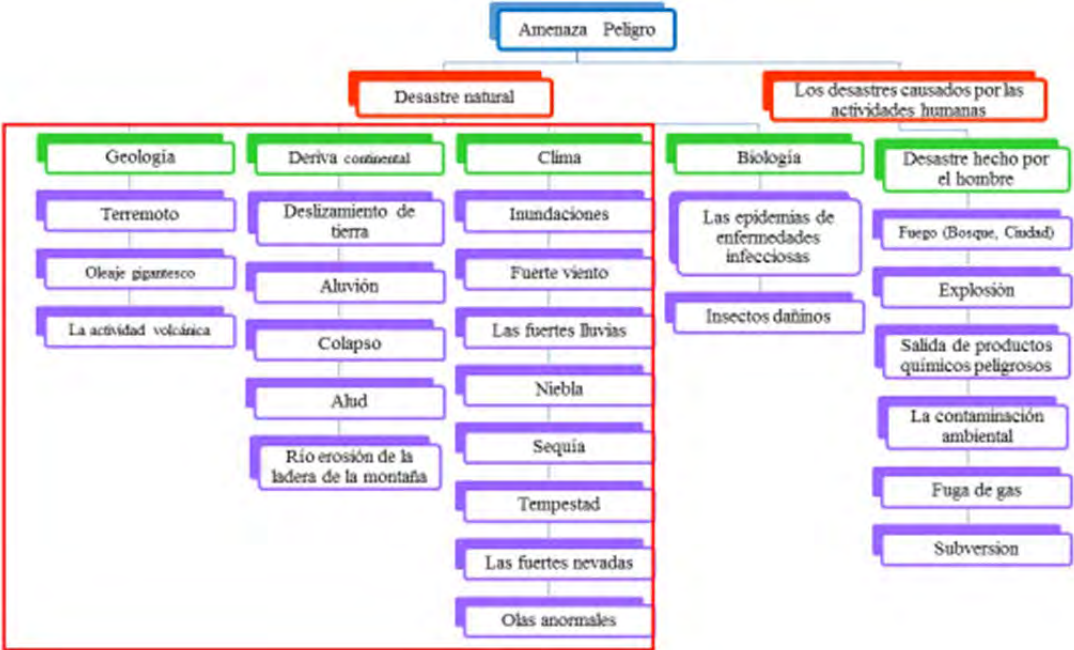 Amenaza Peligro
Desastre natural
Los desastres causados por las
actividades humanas
Geología
Terremoto
Oleaje gigantesco
La actividad volcánica
Deriva continental
Deslizamiento de
tierra
Aluvión
Colapso
Alud
Río erosión de la
ladera de la montaña
Clima
Inundaciones
Fuerte viento
Las fuertes lluvias
Niebla
Sequía
Tempestad
Las fuertes nevadas
Olas anormales
Biología
Las epidemias de
enfermedades
infecciosas
Insectos dañinos
Desastre hecho por
el hombre
Fuego (Bosque, Ciudad)
Explosión
Salida de productos
químicos peligrosos
La contaminación
ambiental
Fuga de gas
Subversion